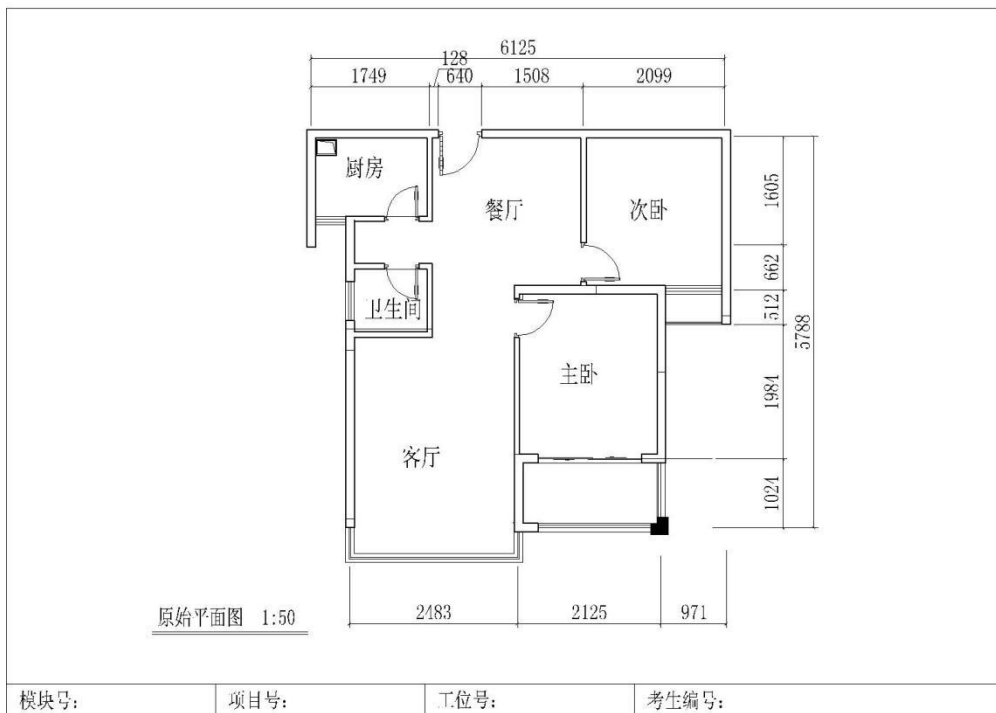 6125
128
1749 640 1508 2099
厨房
餐厅
次卧
1605
662
512
5788
卫生间
主卧
1984
客厅
1024
原始平面图 1:50
2483 2125 971
模块号: 项目号: 工位号: 考生编号: